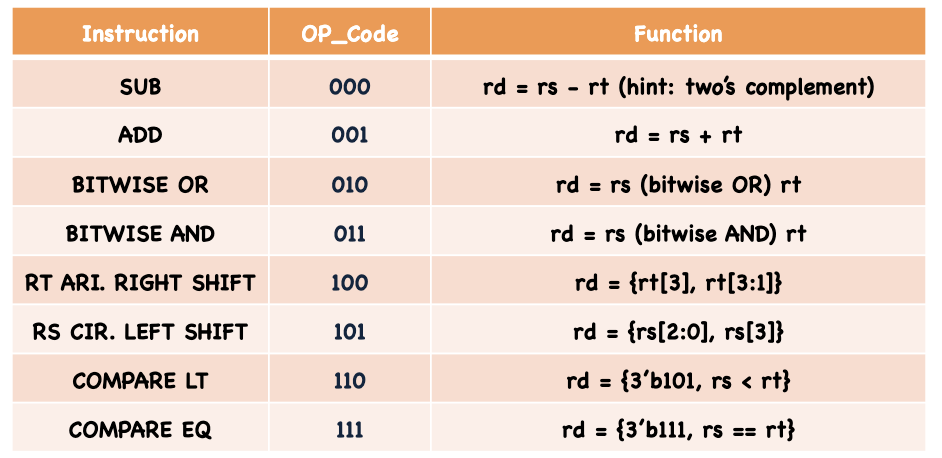 Instruction OP_Code Function
SUB 000 rd = rs - rt (hint: two's complement)
ADD 001 rd = rs + rt
BITWISE OR 010 rd = rs (bitwise OR) rt
BITWISE AND 011 rd = rs (bitwise AND) rt
RT ARI. RIGHT SHIFT 100 rd = {rt[3], rt[3:1]}
RS CIR. LEFT SHIFT 101 rd = {rs[2:0], rs[3]}
COMPARE LT 110 rd = {3'b101, rs < rt}
COMPARE EQ 111 rd = {3'b111, rs == rt}